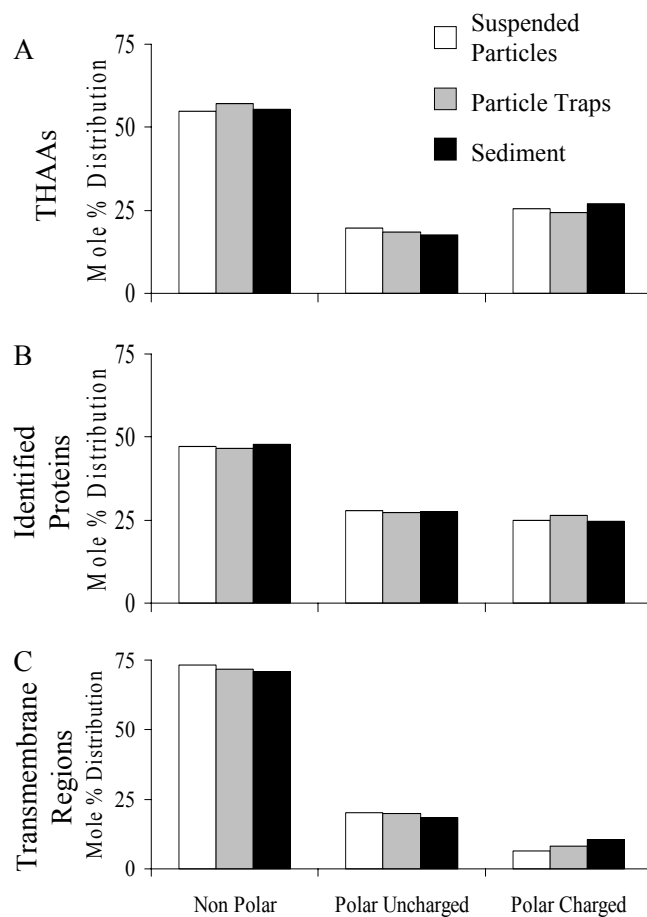 A
THAAs
Mole % Distribution
75
50
25
0
Suspended
Particles
Particle Traps
Sediment
B
Identified
Proteins
Mole % Distribution
75
50
25
0
C
Transmembrane
Regions
Mole % Distribution
75
50
25
0
Non Polar
Polar Uncharged
Polar Charged